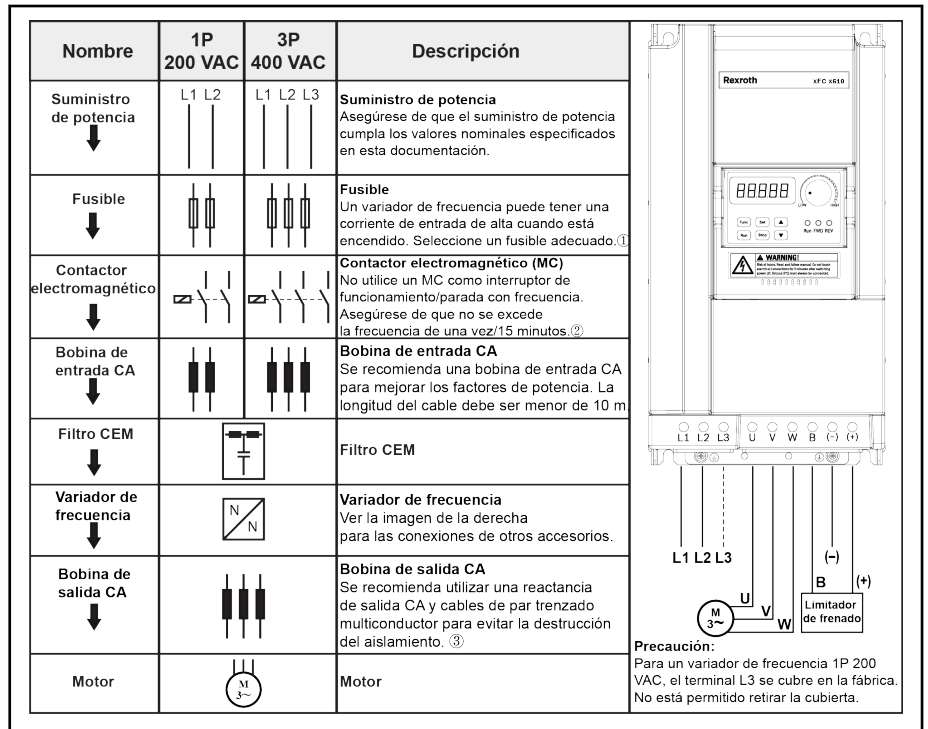 Nombre
1P
200 VAC
3P
400 VAC
Descripción
Suministro
de potencia
L1 L2
L1 L2 L3
Suministro de potencia
Asegúrese de que el suministro de potencia
cumpla los valores nominales especificados
en esta documentación.
Fusible
Fusible
Un variador de frecuencia puede tener una
corriente de entrada de alta cuando está
encendido. Seleccione un fusible adecuado.①
Contactor
electromagnético
Contactor electromagnético (MC)
No utilice un MC como interruptor de
funcionamiento/parada con frecuencia.
Asegúrese de que no se excede
la frecuencia de una vez/15 minutos.②
Bobina de
entrada CA
Bobina de entrada CA
Se recomienda una bobina de entrada CA
para mejorar los factores de potencia. La
longitud del cable debe ser menor de 10 m.
Filtro CEM
Filtro CEM
Variador de
frecuencia
N
N
Variador de frecuencia
Ver la imagen de la derecha
para las conexiones de otros accesorios.
Bobina de
salida CA
Bobina de salida CA
Se recomienda utilizar una reactancia
de salida CA y cables de par trenzado
multiconductor para evitar la destrucción
del aislamiento. ③
Motor
M
3~
Motor
Rexroth xFC x610
88888
LOW HIGH
Func Set ▲
Run Stop ▼
Run FWD REV
WARNING!
L1 L2 L3 U V W B (-) (+)
L1 L2 L3
(-)
B (+)
U
V
W
M
3~
Limitador
de frenado
Precaución:
Para un variador de frecuencia 1P 200
VAC, el terminal L3 se cubre en la fábrica.
No está permitido retirar la cubierta.